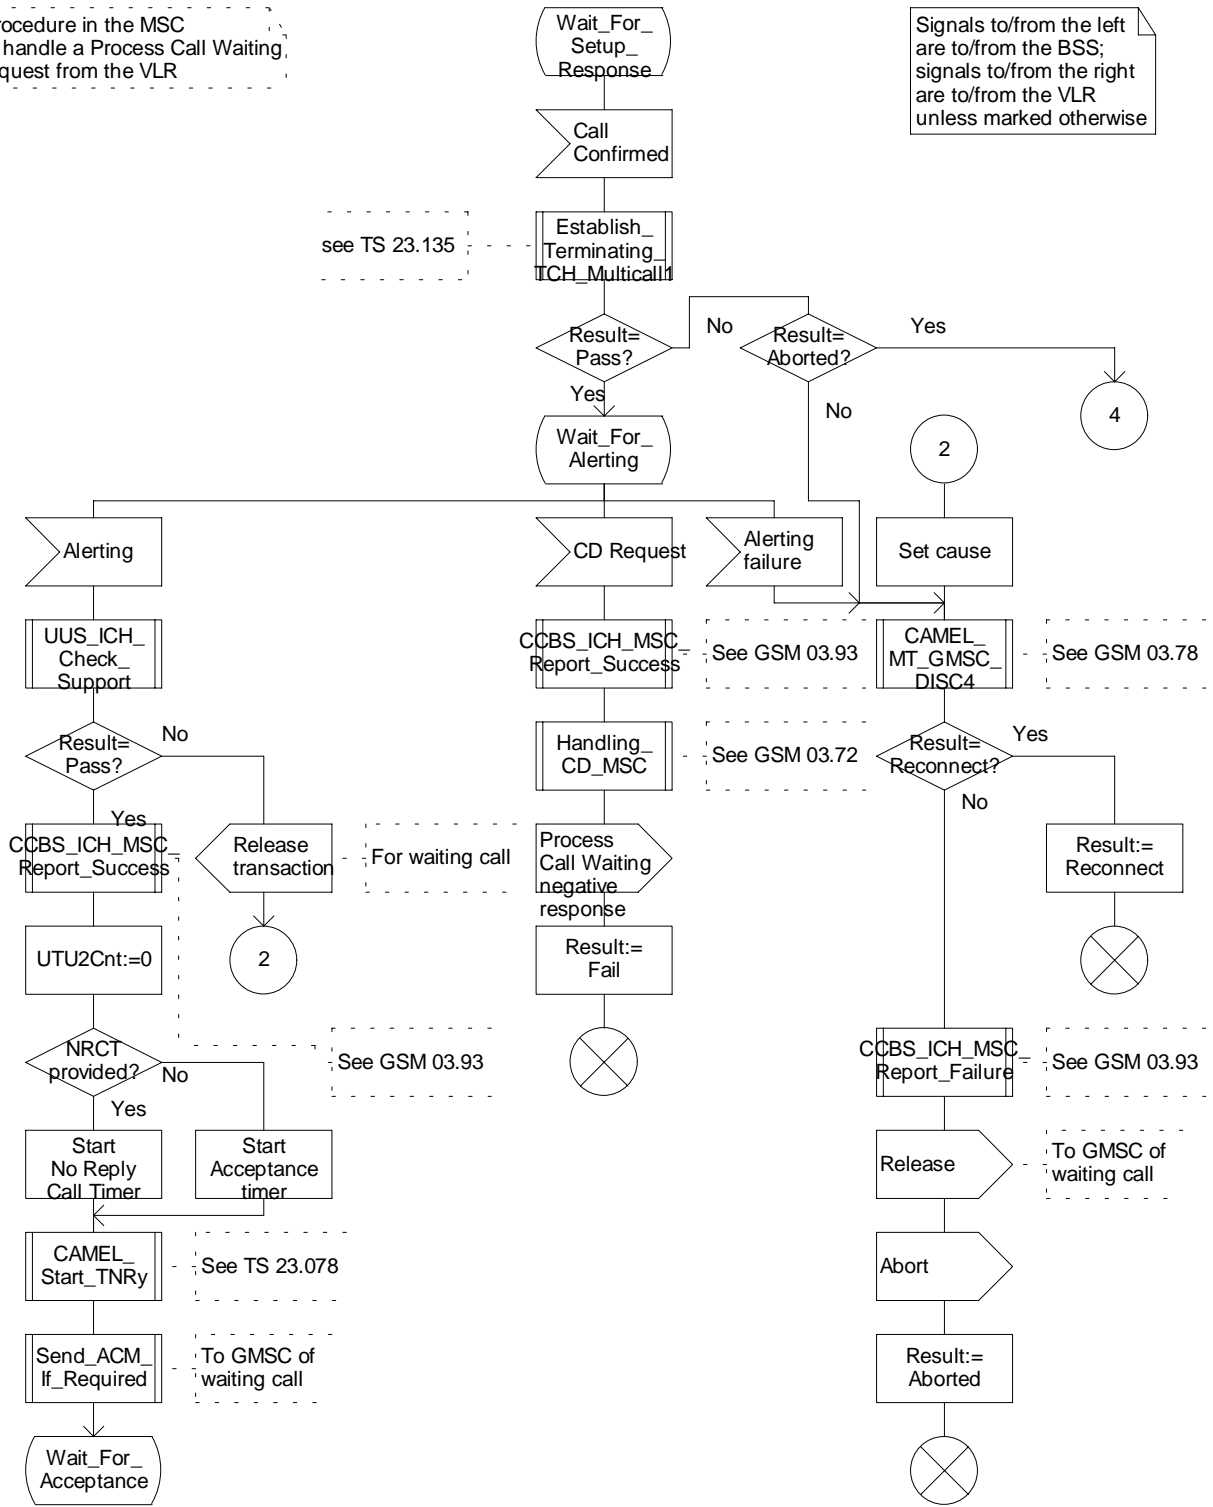 rocedure in the MSC
handle a Process Call Waiting
quest from the VLR
Wait_For_
Setup_
Response
Signals to/from the left
are to/from the BSS;
signals to/from the right
are to/from the VLR
unless marked otherwise
Call
Confirmed
see TS 23.135
Establish_
Terminating_
TCH_Multicall1
Result=
Pass?
No
Result=
Aborted?
Yes
Yes
No
4
Wait_For_
Alerting
2
Alerting
CD Request
Alerting
failure
Set cause
UUS_ICH_
Check_
Support
CCBS_ICH_MSC_
Report_Success
See GSM 03.93
CAMEL_
MT_GMSC_
DISC4
See GSM 03.78
Result=
Pass?
No
Handling_
CD_MSC
See GSM 03.72
Result=
Reconnect?
Yes
No
Yes
CCBS_ICH_MSC_
Report_Success
Release
transaction
For waiting call
Process
Call Waiting
negative
response
Result:=
Reconnect
UTU2Cnt:=0
2
Result:=
Fail
NRCT
provided?
No
Yes
See GSM 03.93
CCBS_ICH_MSC_
Report_Failure
See GSM 03.93
Start
No Reply
Call Timer
Start
Acceptance
timer
Release
To GMSC of
waiting call
CAMEL_
Start_TNRy
See TS 23.078
Abort
Send_ACM_
If_Required
To GMSC of
waiting call
Result:=
Aborted
Wait_For_
Acceptance